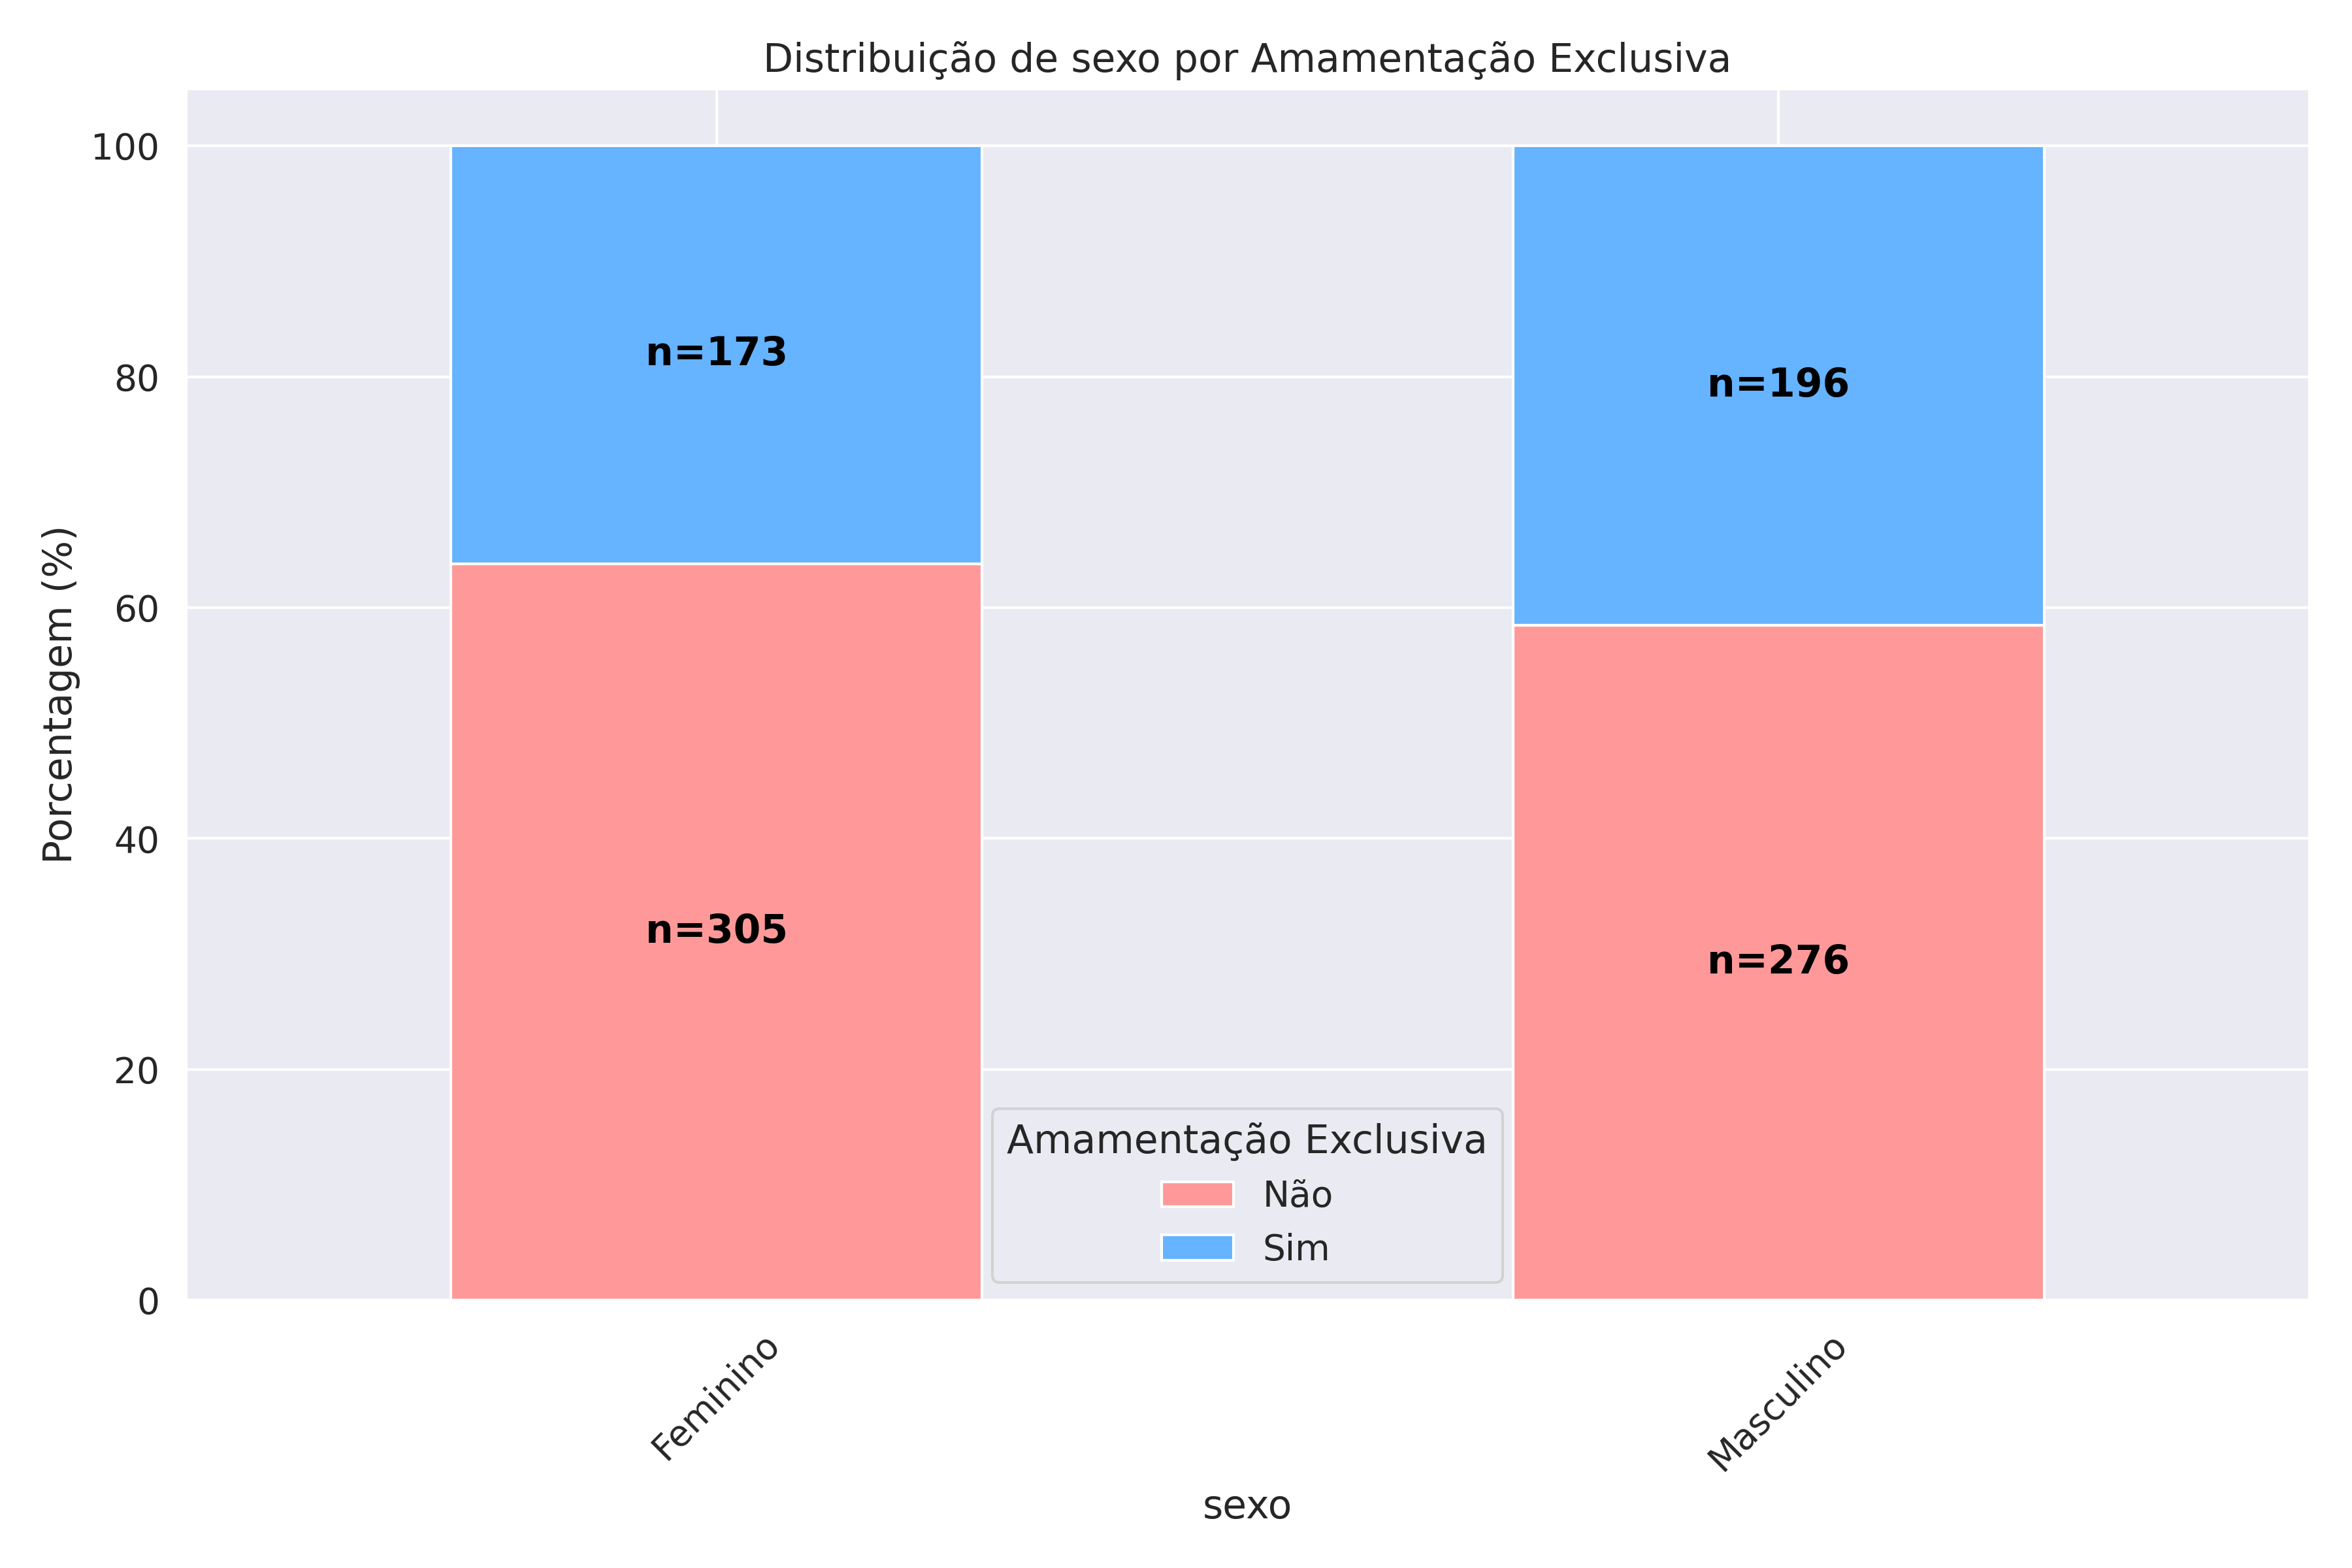 Distribuição de sexo por Amamentação Exclusiva
Porcentagem (%)
100
80
60
40
20
0
n=173
n=305
n=196
n=276
Amamentação Exclusiva
Não
Sim
Feminino
Masculino
sexo